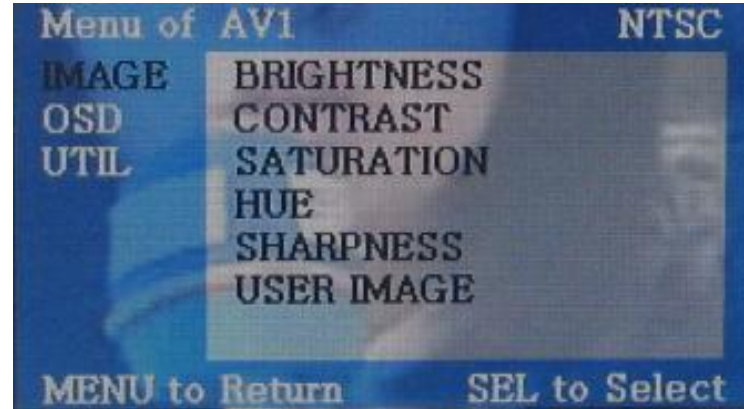 Menu of AV1 NTSC
IMAGE BRIGHTNESS
OSD CONTRAST
UTIL SATURATION
HUE
SHARPNESS
USER IMAGE
MENU to Return SEL to Select